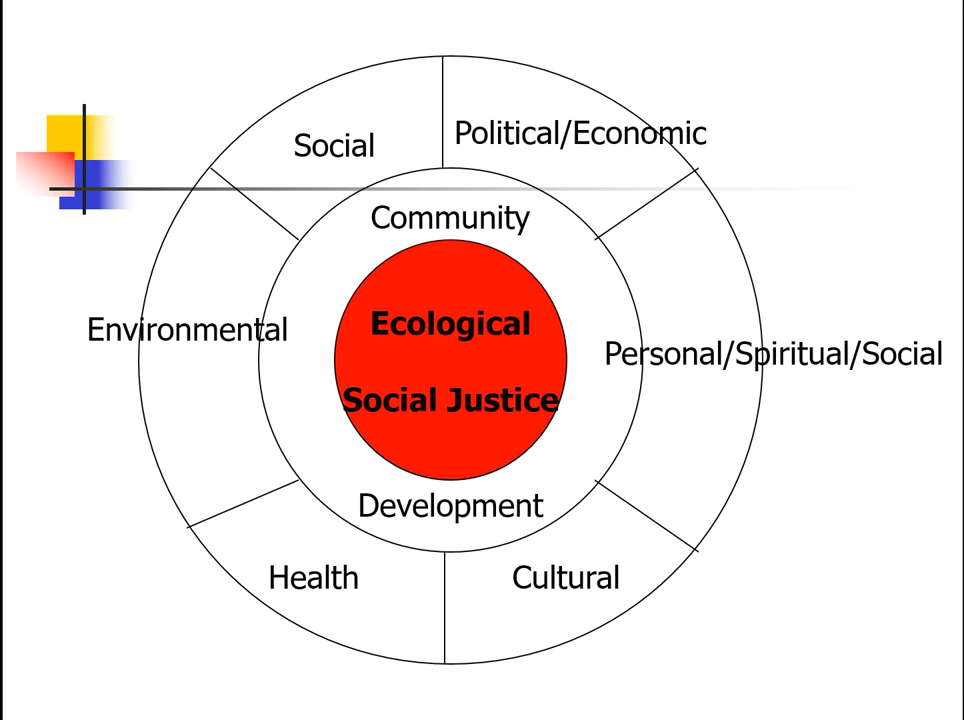 Social
Political/Economic
Community
Ecological
Environmental
Personal/Spiritual/Social
Social Justice
Development
Health
Cultural